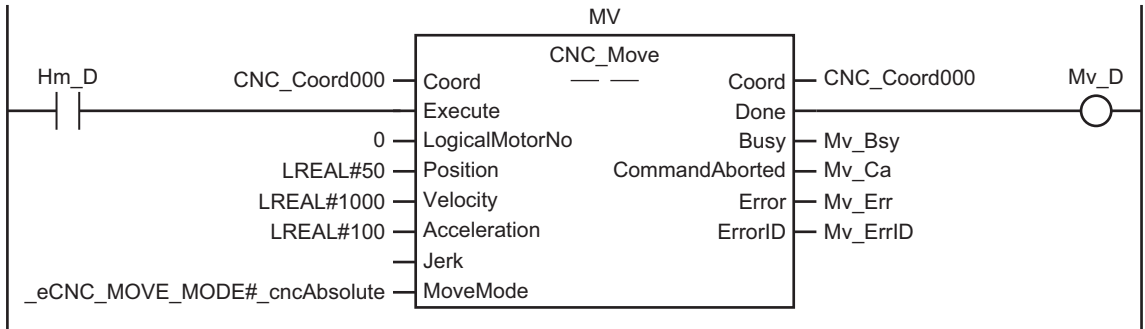 MV
CNC_Move
Hm_D
CNC_Coord000 Coord Coord CNC_Coord000
Mv_D
Execute Done
0 LogicalMotorNo Busy Mv_Bsy
LREAL#50 Position CommandAborted Mv_Ca
LREAL#1000 Velocity Error Mv_Err
LREAL#100 Acceleration ErrorID Mv_ErrID
Jerk
_eCNC_MOVE_MODE#_cncAbsolute MoveMode